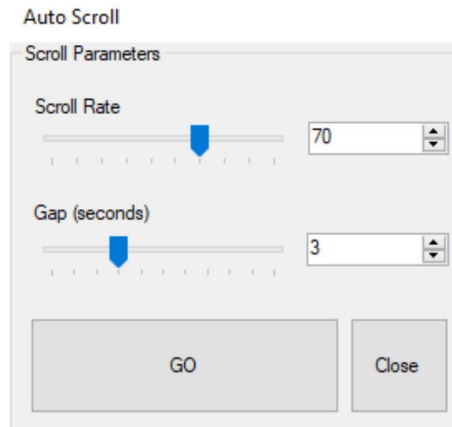 Auto Scroll
Scroll Parameters
Scroll Rate
70
Gap (seconds)
3
GO Close